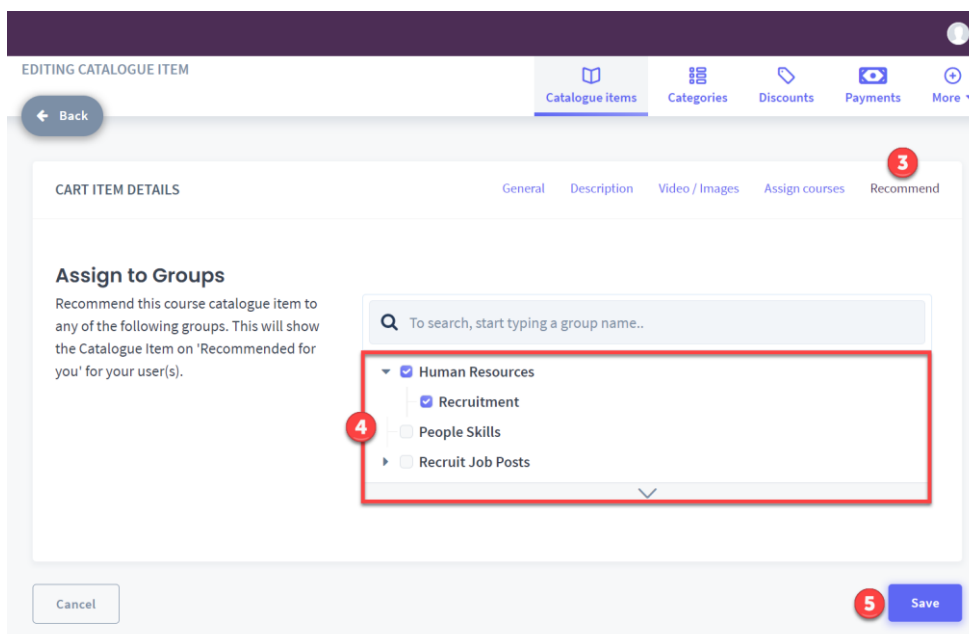 EDITING CATALOGUE ITEM
Back
Catalogue items
Categories
Discounts
Payments
More
3
CART ITEM DETAILS
General
Description
Video / Images
Assign courses
Recommend
Assign to Groups
Recommend this course catalogue item to
any of the following groups. This will show
the Catalogue Item on 'Recommended for
you' for your user(s).
To search, start typing a group name..
Human Resources
Recruitment
4
People Skills
Recruit Job Posts
Cancel
5
Save